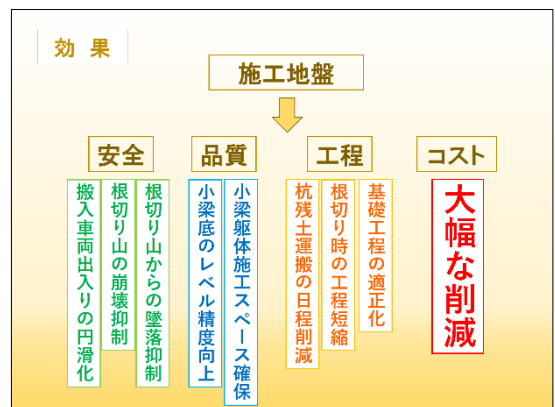 効 果
施工地盤
安全
品質
工程
コスト
搬入車両出入りの円滑化
根切り山の崩壊抑制
根切り山からの墜落抑制
小梁底のレベル精度向上
小梁躯体施工スペース確保
杭残土運搬の日程削減
根切り時の工程短縮
基礎工程の適正化
大幅な削減